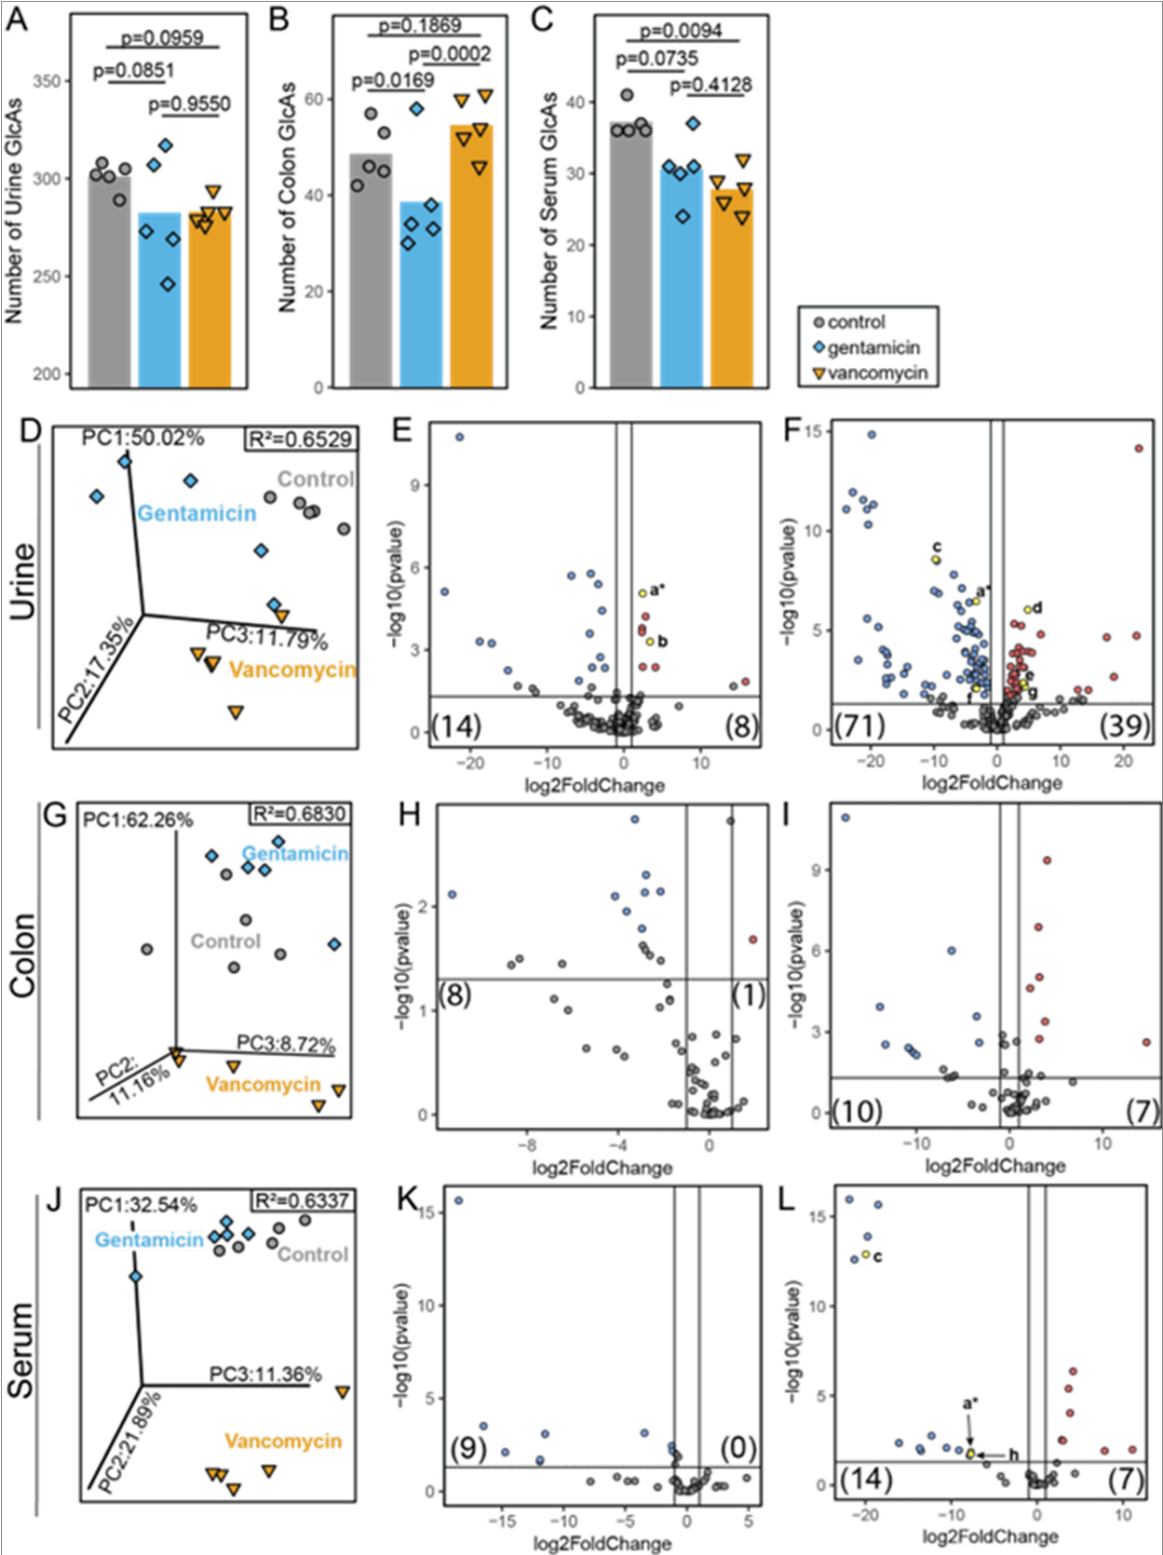 A
p=0.0959
p=0.0851
p=0.9550
Number of Urine GlcAs
350
300
250
200
B
p=0.1869
p=0.0002
p=0.0169
Number of Colon GlcAs
60
40
20
0
C
p=0.0094
p=0.0735
p=0.4128
Number of Serum GlcAs
40
30
20
10
0
control
gentamicin
vancomycin
Urine
D
PC1:50.02%
R²=0.6529
Control
Gentamicin
PC3:11.79%
PC2:17.35%
Vancomycin
E
−log10(pvalue)
9
6
3
0
a*
b
(14)
(8)
−20
−10
0
10
log2FoldChange
F
−log10(pvalue)
15
10
5
0
c
a*
d
e
f
g
(71)
(39)
−20
−10
0
10
20
log2FoldChange
Colon
G
PC1:62.26%
R²=0.6830
Gentamicin
Control
PC3:8.72%
PC2:
11.16%
Vancomycin
H
−log10(pvalue)
2
1
0
(8)
(1)
−8
−4
0
log2FoldChange
I
−log10(pvalue)
9
6
3
0
(10)
(7)
−10
0
10
log2FoldChange
Serum
J
PC1:32.54%
R²=0.6337
Gentamicin
Control
PC3:11.36%
PC2:21.89%
Vancomycin
K
−log10(pvalue)
15
10
5
0
(9)
(0)
−15
−10
−5
0
5
log2FoldChange
L
−log10(pvalue)
15
10
5
0
c
a*
h
(14)
(7)
−20
−10
0
10
log2FoldChange